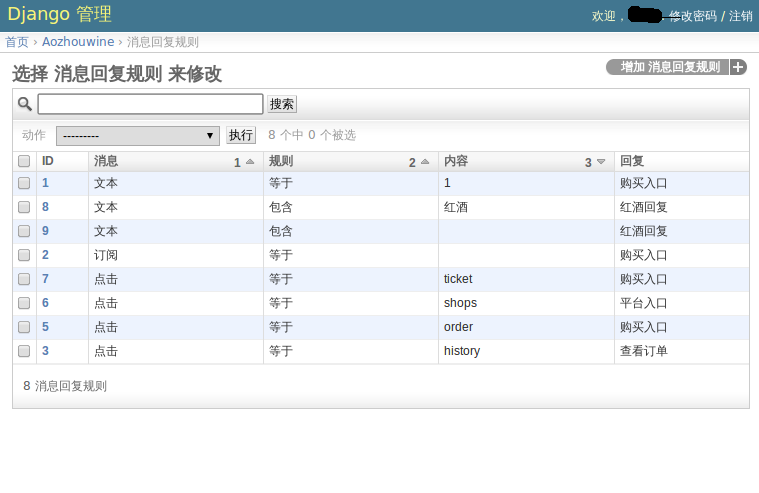 Django 管理
欢迎， 修改密码 / 注销
首页 › Aozhouwine › 消息回复规则
选择 消息回复规则 来修改
增加 消息回复规则 +
搜索
动作 --------- 执行 8 个中 0 个被选
ID 消息 1 规则 2 内容 3 回复
1 文本 等于 1 购买入口
8 文本 包含 红酒 红酒回复
9 文本 包含 红酒回复
2 订阅 等于 购买入口
7 点击 等于 ticket 购买入口
6 点击 等于 shops 平台入口
5 点击 等于 order 购买入口
3 点击 等于 history 查看订单
8 消息回复规则